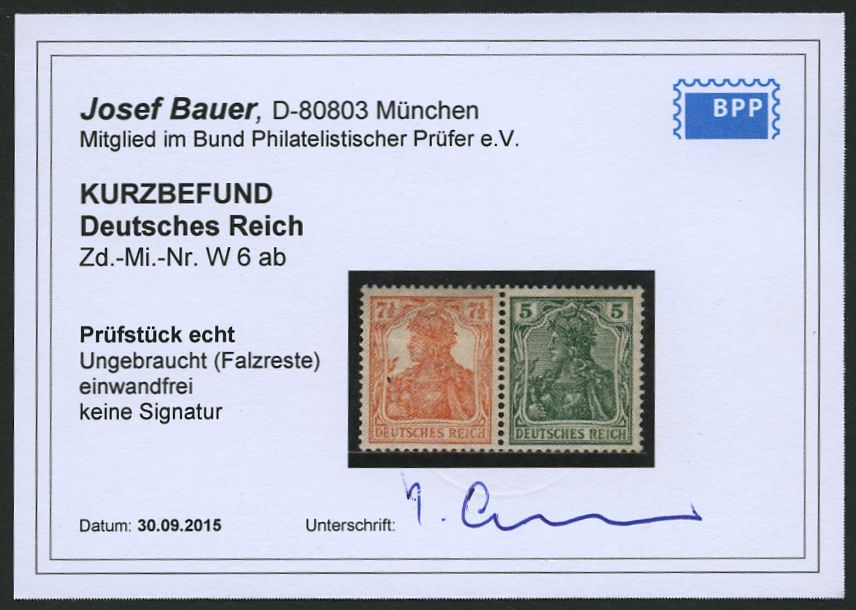 Josef Bauer, D-80803 München
Mitglied im Bund Philatelistischer Prüfer e.V.
BPP
KURZBEFUND
Deutsches Reich
Zd.-Mi.-Nr. W 6 ab
7½ 7½ 5 5
DEUTSCHES REICH DEUTSCHES REICH
Prüfstück echt
Ungebraucht (Falzreste)
einwandfrei
keine Signatur
Datum: 30.09.2015 Unterschrift: